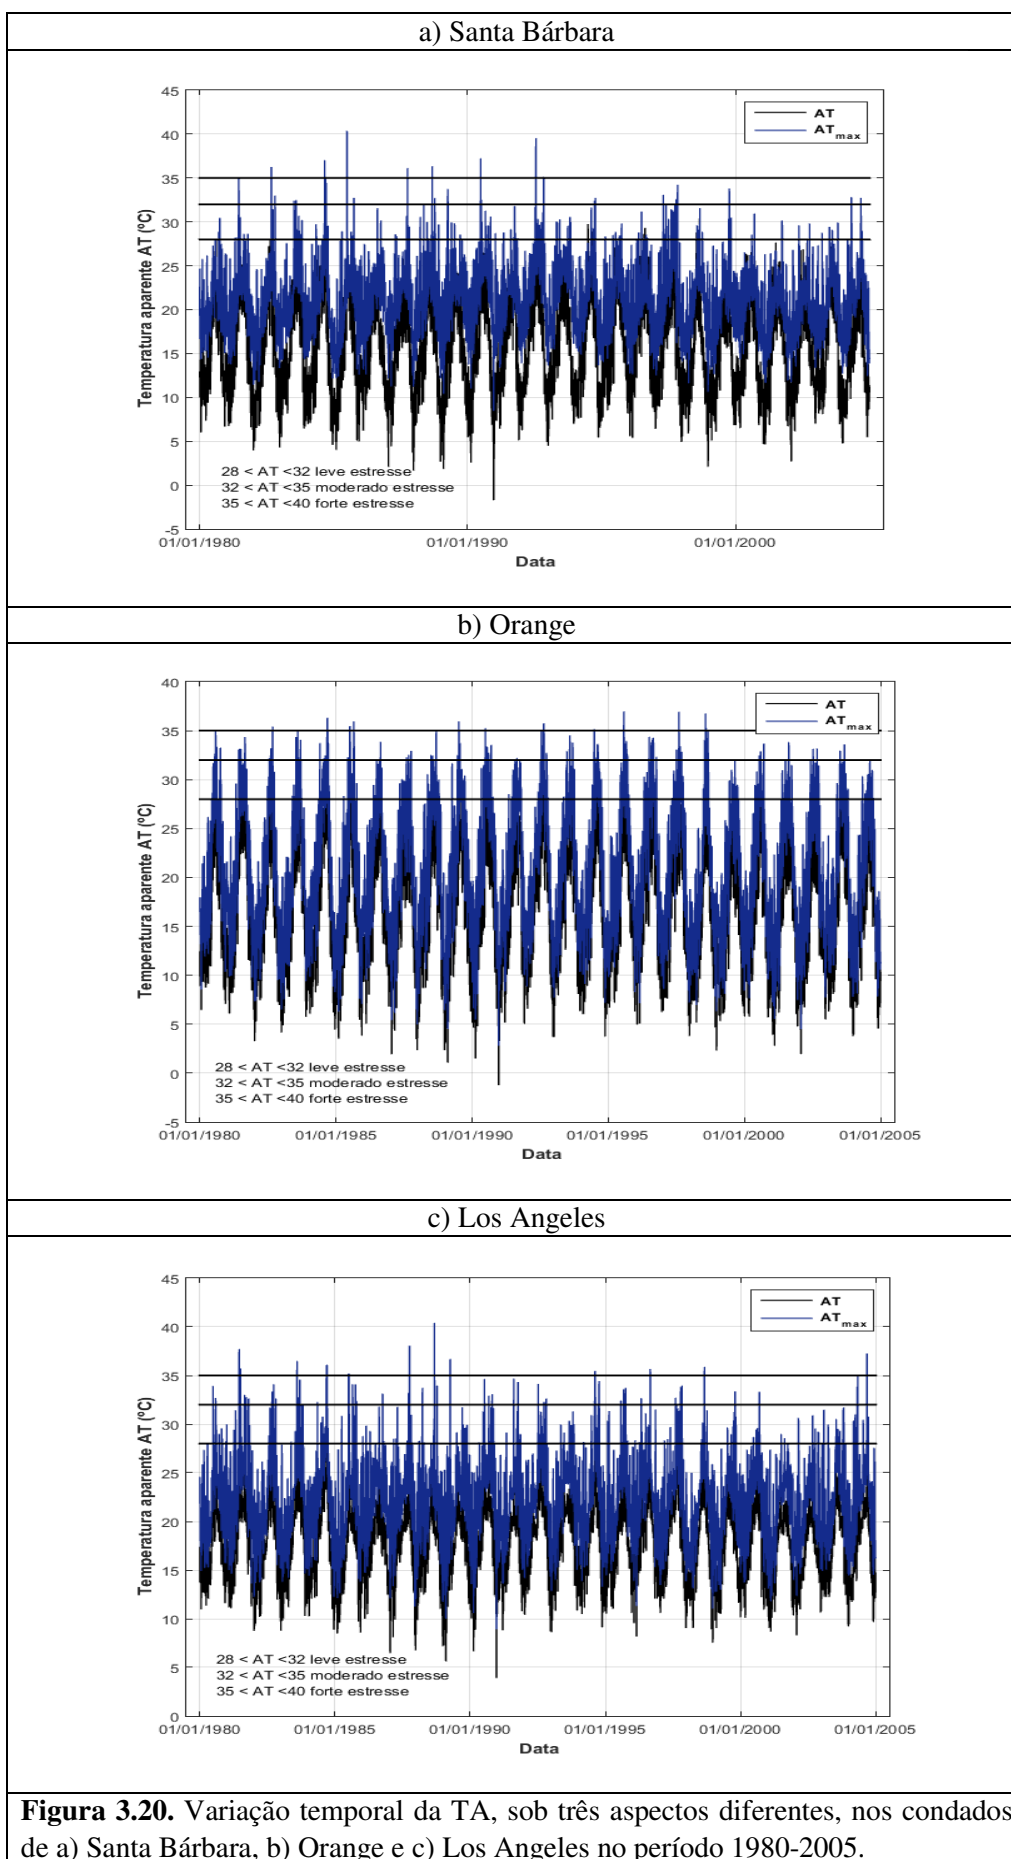 a) Santa Bárbara
45
40
35
30
25
20
15
10
5
0
-5
Temperatura aparente AT (ºC)
AT
AT max
28 < AT <32 leve estresse
32 < AT <35 moderado estresse
35 < AT <40 forte estresse
01/01/1980 01/01/1990 01/01/2000
Data
b) Orange
40
35
30
25
20
15
10
5
0
-5
Temperatura aparente AT (ºC)
AT
AT max
28 < AT <32 leve estresse
32 < AT <35 moderado estresse
35 < AT <40 forte estresse
01/01/1980 01/01/1985 01/01/1990 01/01/1995 01/01/2000 01/01/2005
Data
c) Los Angeles
45
40
35
30
25
20
15
10
5
0
Temperatura aparente AT (ºC)
AT
AT max
28 < AT <32 leve estresse
32 < AT <35 moderado estresse
35 < AT <40 forte estresse
01/01/1980 01/01/1985 01/01/1990 01/01/1995 01/01/2000 01/01/2005
Data
Figura 3.20. Variação temporal da TA, sob três aspectos diferentes, nos condados
de a) Santa Bárbara, b) Orange e c) Los Angeles no período 1980-2005.